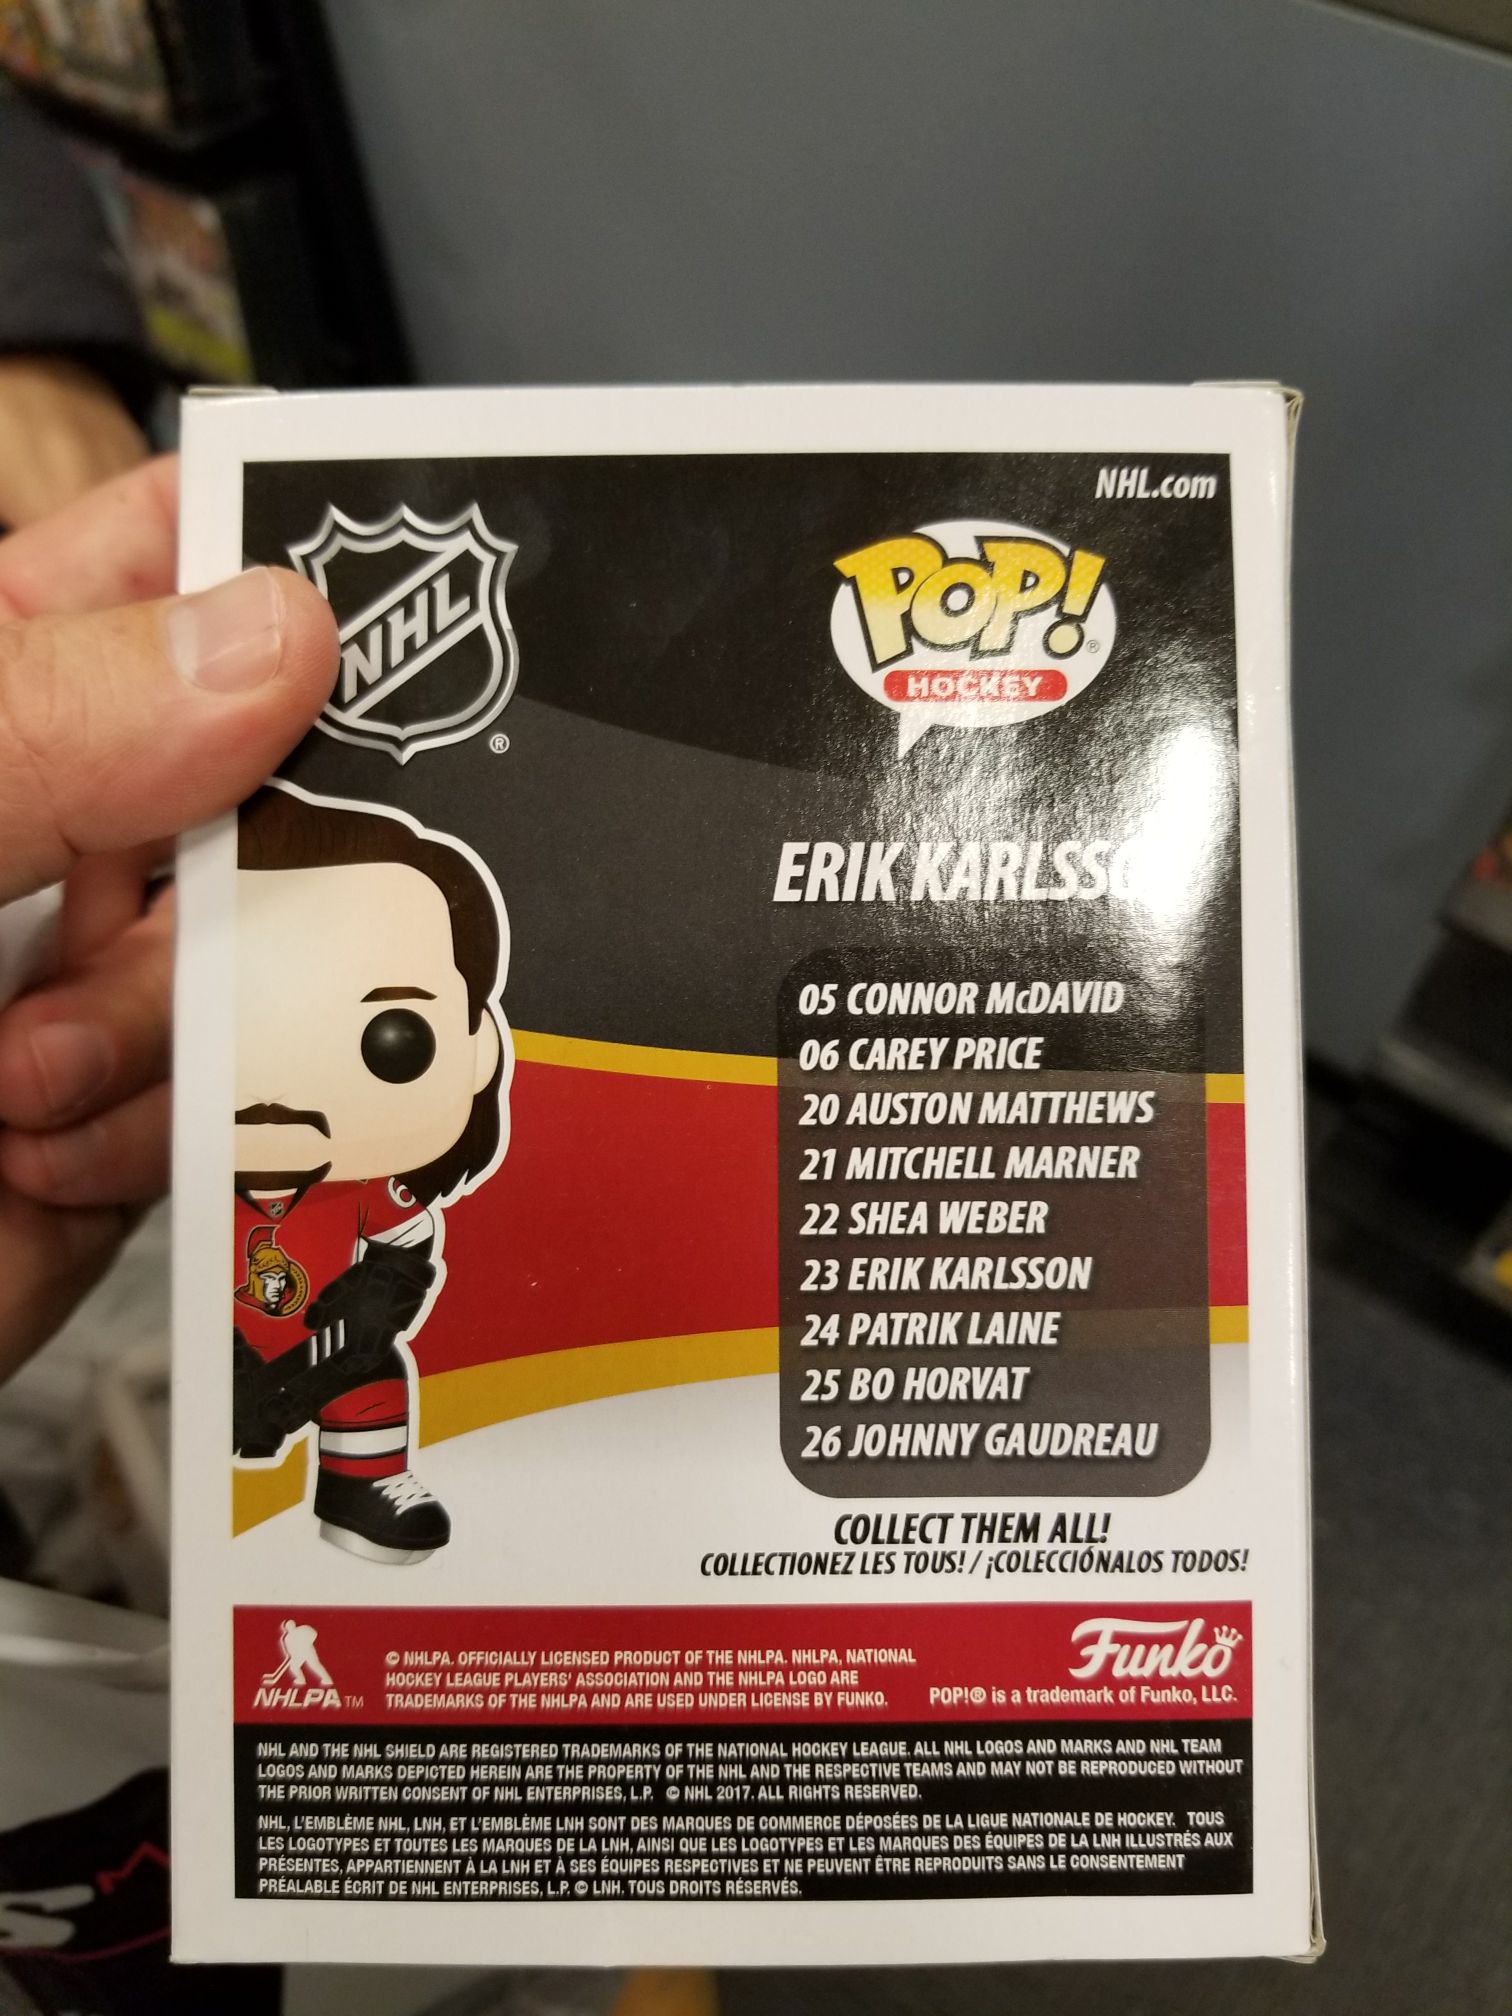 NHL.com
NHL
®
POP!
®
HOCKEY
ERIK
05 CONNOR McDAVID
06 CAREY PRICE
20 AUSTON MATTHEWS
21 MITCHELL MARNER
22 SHEA WEBER
23 ERIK KARLSSON
24 PATRIK LAINE
25 BO HORVAT
26 JOHNNY GAUDREAU
6
COLLECT THEM ALL!
COLLECTIONEZ LES TOUS! / ¡COLECCIÓNALOS TODOS!
NHLPA TM
© NHLPA. OFFICIALLY LICENSED PRODUCT OF THE NHLPA. NHLPA, NATIONAL
HOCKEY LEAGUE PLAYERS' ASSOCIATION AND THE NHLPA LOGO ARE
TRADEMARKS OF THE NHLPA AND ARE USED UNDER LICENSE BY FUNKO.
Funko
POP!® is a trademark of Funko, LLC.
NHL AND THE NHL SHIELD ARE REGISTERED TRADEMARKS OF THE NATIONAL HOCKEY LEAGUE. ALL NHL LOGOS AND MARKS AND NHL TEAM
LOGOS AND MARKS DEPICTED HEREIN ARE THE PROPERTY OF THE NHL AND THE RESPECTIVE TEAMS AND MAY NOT BE REPRODUCED WITHOUT
THE PRIOR WRITTEN CONSENT OF NHL ENTERPRISES, L.P. © NHL 2017. ALL RIGHTS RESERVED.
NHL, L'EMBLÈME NHL, LNH, ET L'EMBLÈME LNH SONT DES MARQUES DE COMMERCE DÉPOSÉES DE LA LIGUE NATIONALE DE HOCKEY. TOUS
LES LOGOTYPES ET TOUTES LES MARQUES DE LA LNH, AINSI QUE LES LOGOTYPES ET LES MARQUES DES ÉQUIPES DE LA LNH ILLUSTRÉS AUX
PRÉSENTES, APPARTIENNENT À LA LNH ET À SES ÉQUIPES RESPECTIVES ET NE PEUVENT ÊTRE REPRODUITS SANS LE CONSENTEMENT
PRÉALABLE ÉCRIT DE NHL ENTERPRISES, L.P. © LNH. TOUS DROITS RÉSERVÉS.